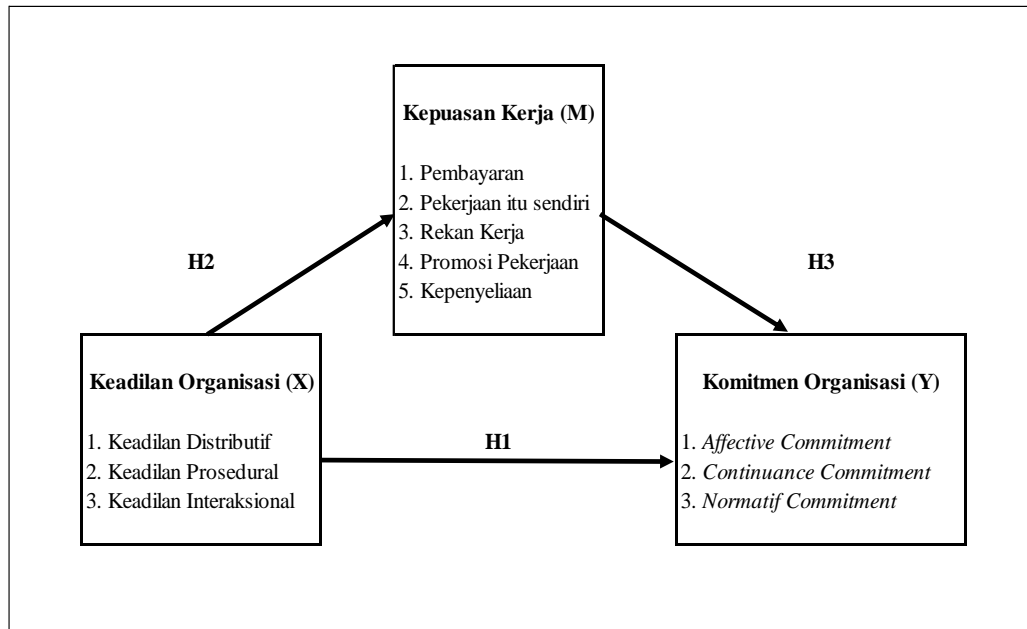 Kepuasan Kerja (M)
1. Pembayaran
2. Pekerjaan itu sendiri
3. Rekan Kerja
4. Promosi Pekerjaan
5. Kepenyeliaan
H2
H3
Keadilan Organisasi (X)
1. Keadilan Distributif
2. Keadilan Prosedural
3. Keadilan Interaksional
H1
Komitmen Organisasi (Y)
1. Affective Commitment
2. Continuance Commitment
3. Normatif Commitment